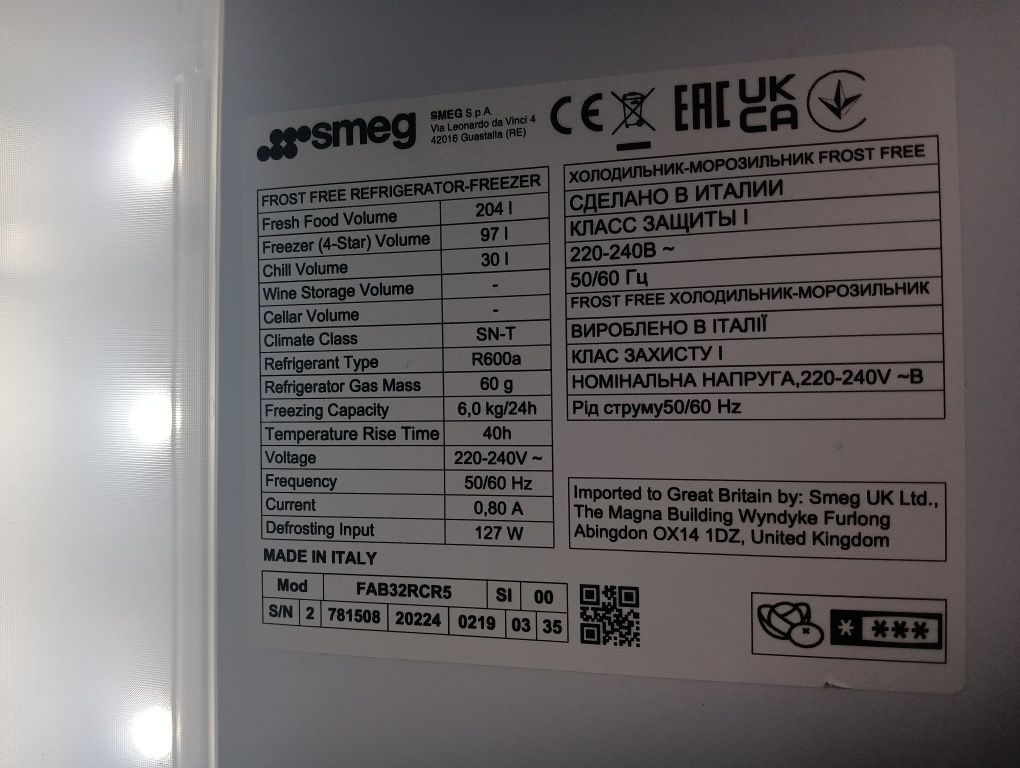 smeg
SMEG S.p.A.
Via Leonardo da Vinci 4
42016 Guastalla (RE)
CE EAC UK CA
FROST FREE REFRIGERATOR-FREEZER
Fresh Food Volume 204 l
Freezer (4-Star) Volume 97 l
Chill Volume 30 l
Wine Storage Volume -
Cellar Volume -
Climate Class SN-T
Refrigerant Type R600a
Refrigerator Gas Mass 60 g
Freezing Capacity 6,0 kg/24h
Temperature Rise Time 40h
Voltage 220-240V ~
Frequency 50/60 Hz
Current 0,80 A
Defrosting Input 127 W
MADE IN ITALY
Mod FAB32RCR5 SI 00
S/N 2 781508 20224 0219 03 35
ХОЛОДИЛЬНИК-МОРОЗИЛЬНИК FROST FREE
СДЕЛАНО В ИТАЛИИ
КЛАСС ЗАЩИТЫ I
220-240В ~
50/60 Гц
FROST FREE ХОЛОДИЛЬНИК-МОРОЗИЛЬНИК
ВИРОБЛЕНО В ІТАЛІЇ
КЛАС ЗАХИСТУ I
НОМІНАЛЬНА НАПРУГА,220-240V ~В
Рід струму50/60 Hz
Imported to Great Britain by: Smeg UK Ltd.,
The Magna Building Wyndyke Furlong
Abingdon OX14 1DZ, United Kingdom